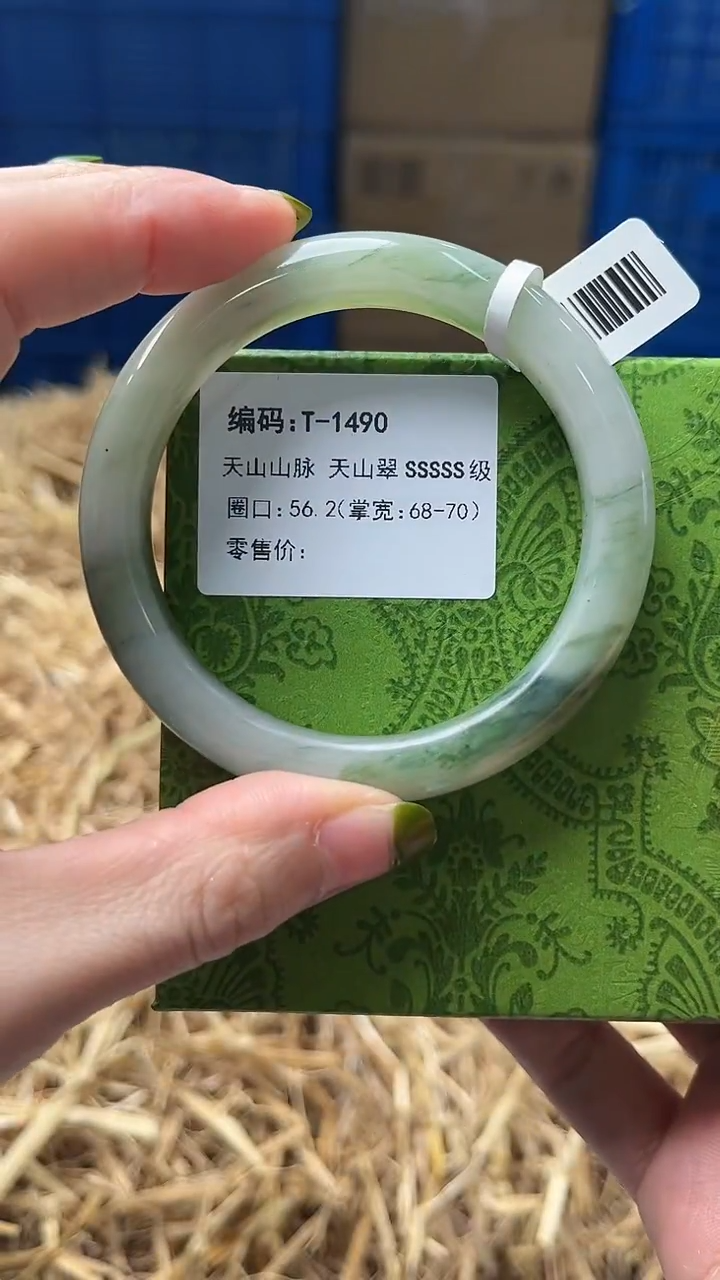 编码:T-1490
天山山脉 天山翠 SSSSS级
圈口:56.2(掌宽:68-70)
零售价: